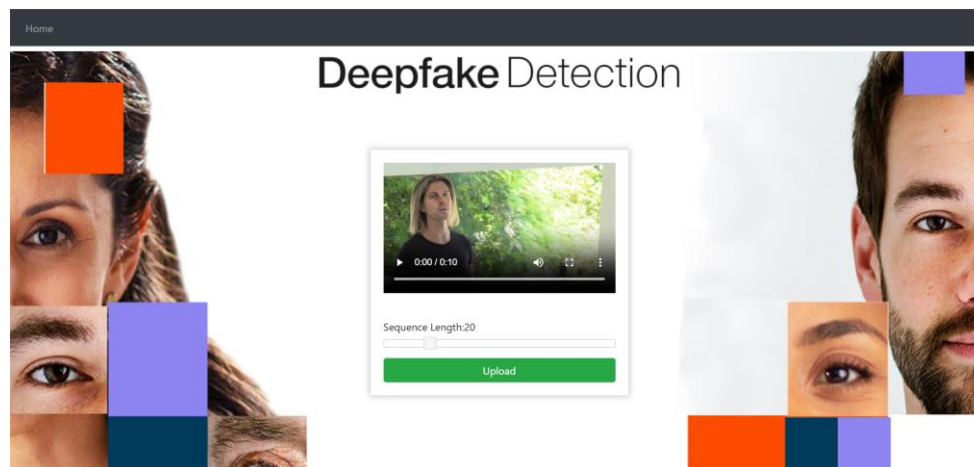 Home
Deepfake Detection
0:00 / 0:10
Sequence Length:20
Upload